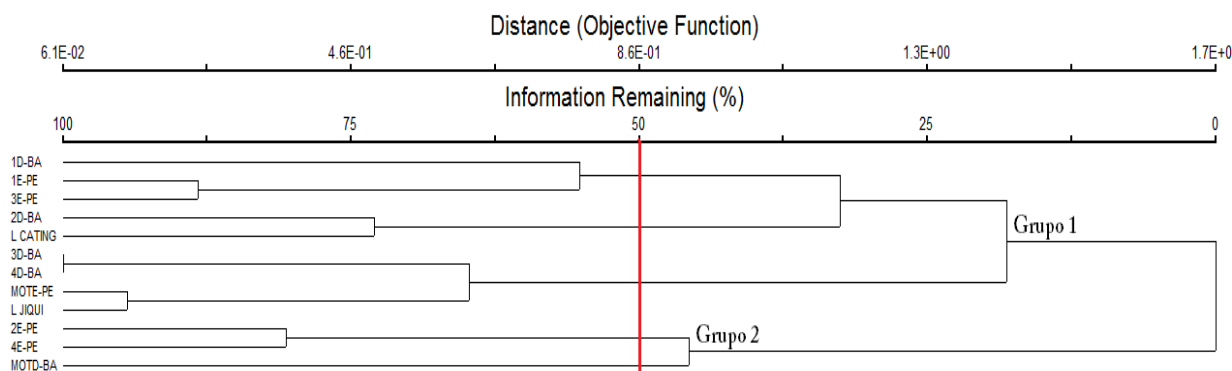 Distance (Objective Function)
6.1E-02 4.6E-01 8.6E-01 1.3E+00 1.7E+0
Information Remaining (%)
100 75 50 25 0
1D-BA
1E-PE
3E-PE
2D-BA
L CATING
3D-BA
4D-BA
MOTE-PE
L JIQUI
2E-PE
4E-PE
MOTD-BA
Grupo 1
Grupo 2